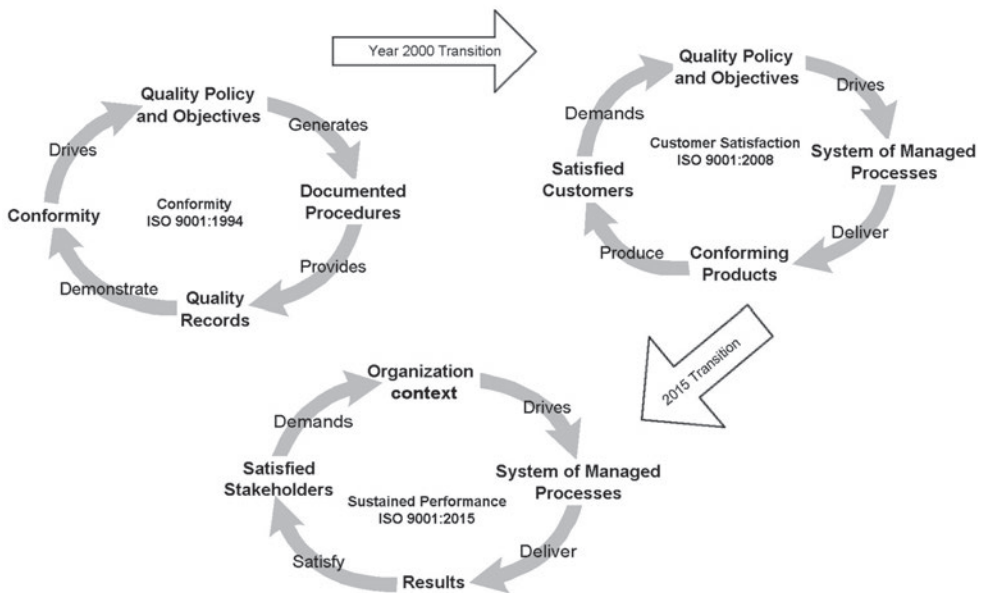 Year 2000 Transition
Quality Policy
and Objectives
Generates
Documented
Procedures
Provides
Quality
Records
Demonstrate
Conformity
Drives
Conformity
ISO 9001:1994
Quality Policy
and Objectives
Drives
System of Managed
Processes
Deliver
Conforming
Products
Produce
Satisfied
Customers
Demands
Customer Satisfaction
ISO 9001:2008
2015 Transition
Organization
context
Drives
System of Managed
Processes
Deliver
Results
Satisfy
Satisfied
Stakeholders
Demands
Sustained Performance
ISO 9001:2015